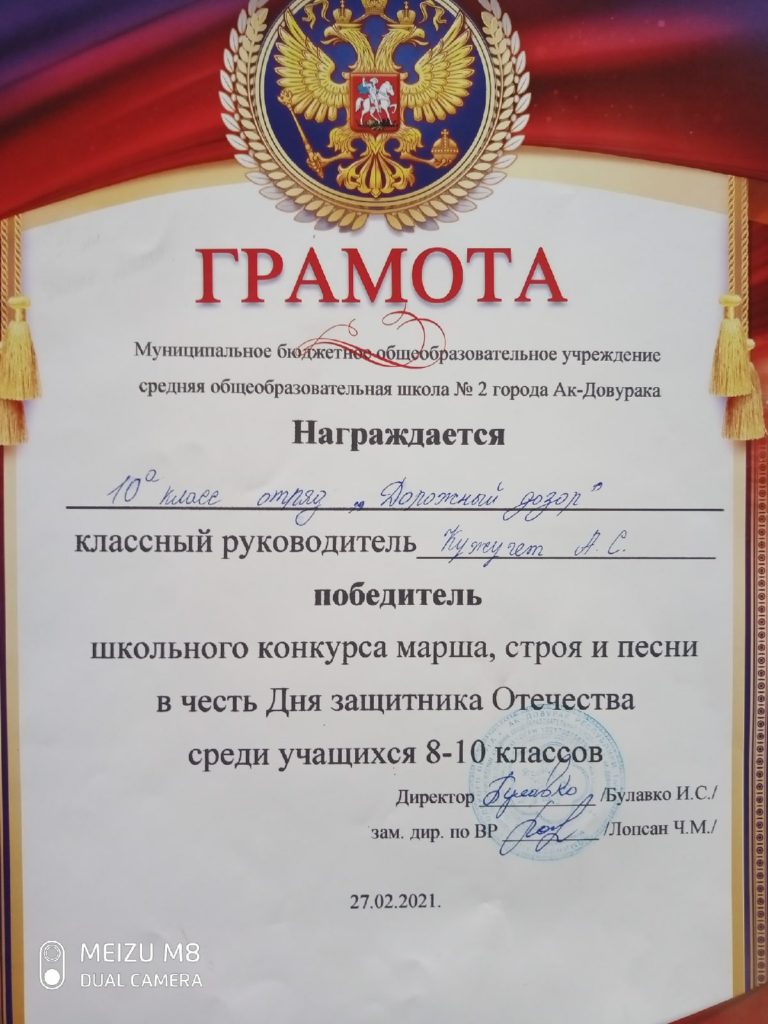 ГРАМОТА
Муниципальное бюджетное общеобразовательное учреждение
средняя общеобразовательная школа № 2 города Ак-Довурака
Награждается
10а класс отряд „Дорожный дозор"
классный руководитель Кужугет А.С.
победитель
школьного конкурса марша, строя и песни
в честь Дня защитника Отечества
среди учащихся 8-10 классов
Директор Булавко /Булавко И.С./
зам. дир. по ВР /Лопсан Ч.М./
27.02.2021.
MEIZU M8
DUAL CAMERA